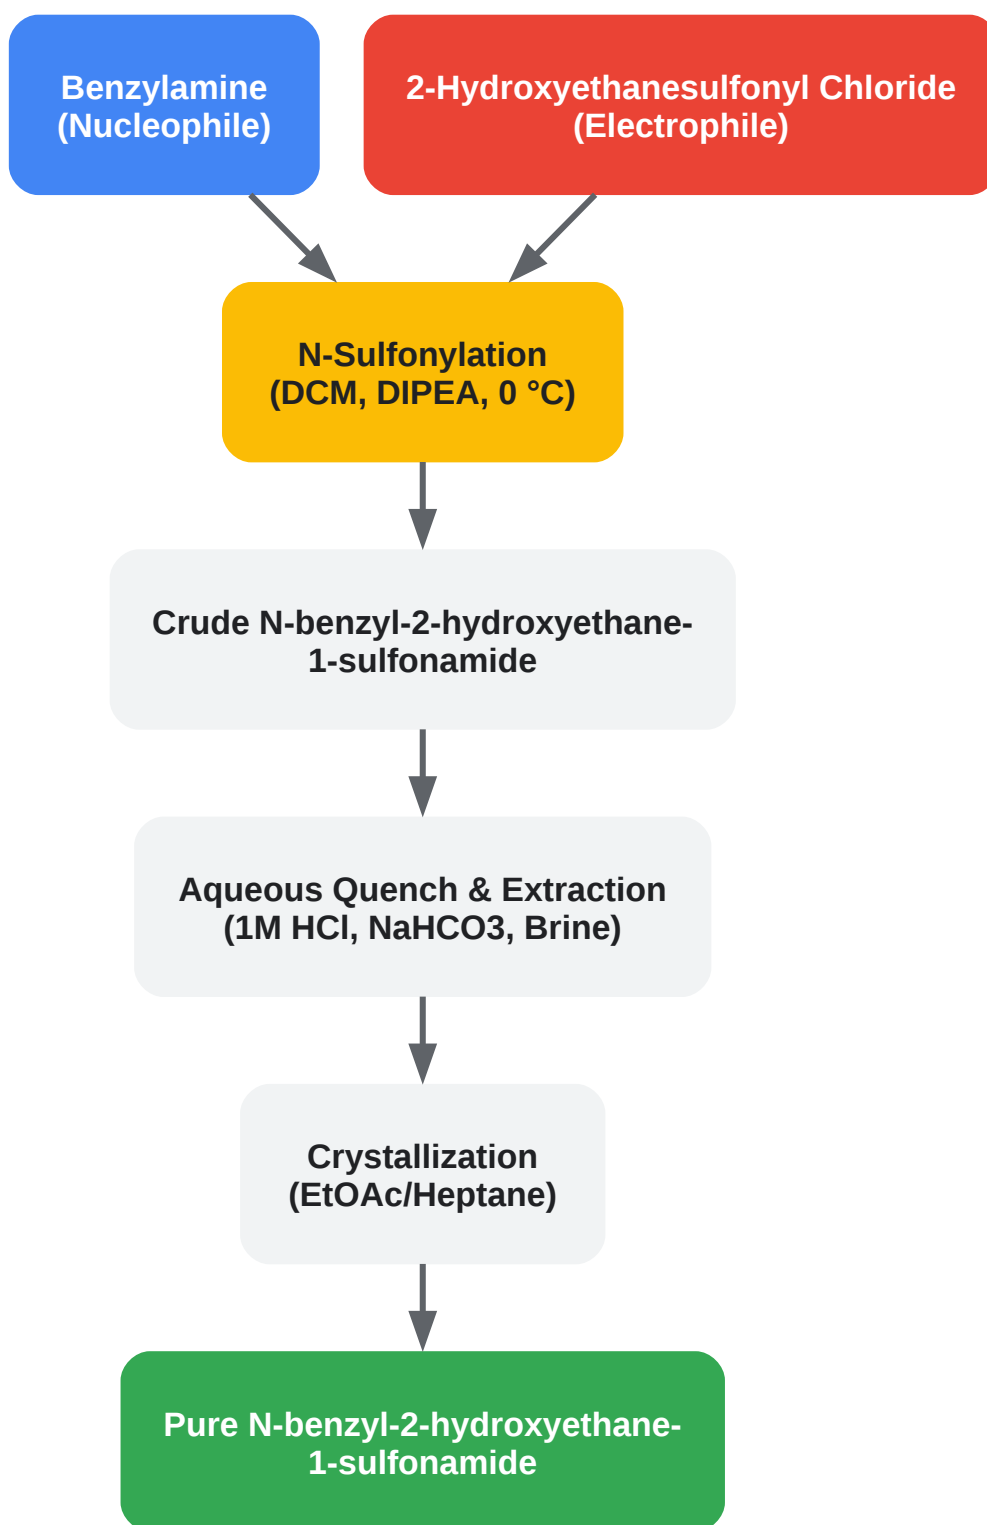 Benzylamine
(Nucleophile)
2-Hydroxyethanesulfonyl Chloride
(Electrophile)
N-Sulfonylation
(DCM, DIPEA, 0 °C)
Crude N-benzyl-2-hydroxyethane-
1-sulfonamide
Aqueous Quench & Extraction
(1M HCl, NaHCO3, Brine)
Crystallization
(EtOAc/Heptane)
Pure N-benzyl-2-hydroxyethane-
1-sulfonamide